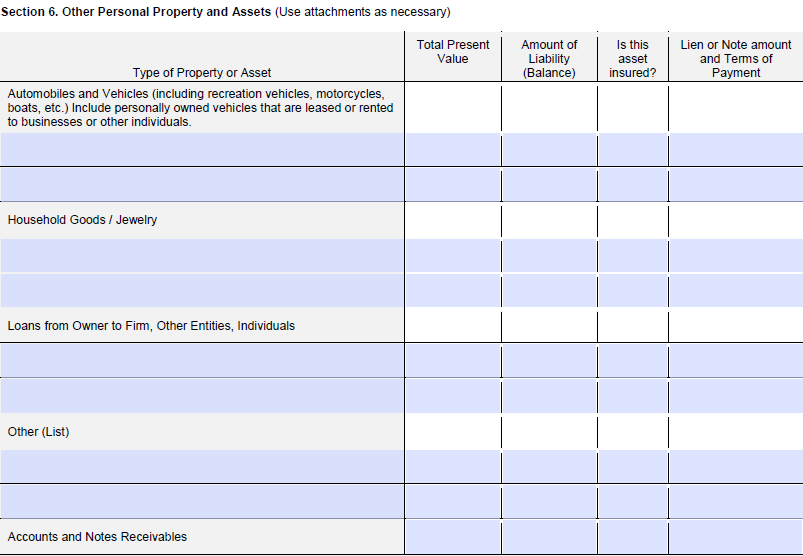 Section 6. Other Personal Property and Assets (Use attachments as necessary)
Type of Property or Asset
Total Present
Value
Amount of
Liability
(Balance)
Is this
asset
insured?
Lien or Note amount
and Terms of
Payment
Automobiles and Vehicles (including recreation vehicles, motorcycles,
boats, etc.) Include personally owned vehicles that are leased or rented
to businesses or other individuals.
Household Goods / Jewelry
Loans from Owner to Firm, Other Entities, Individuals
Other (List)
Accounts and Notes Receivables